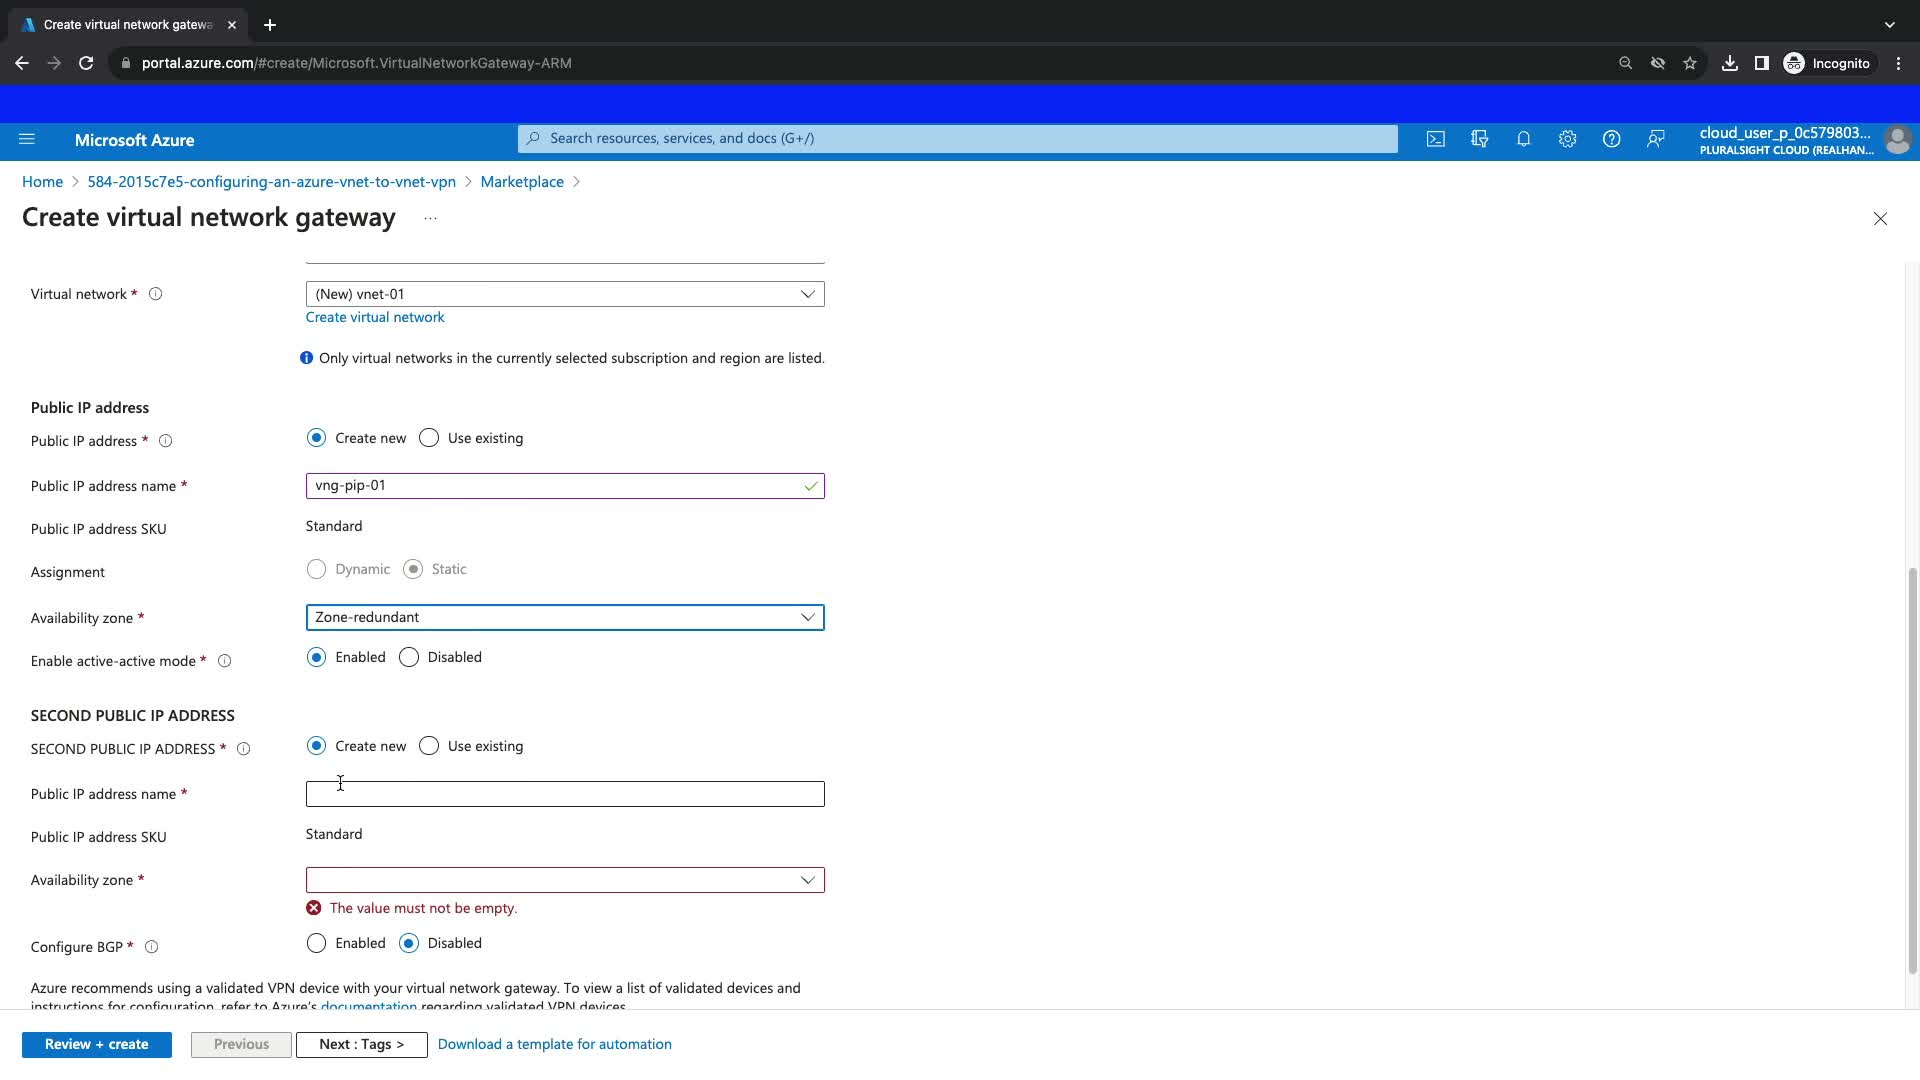 Create virtual network gatewa
portal.azure.com/#create/Microsoft.VirtualNetworkGateway-ARM
Incognito
Microsoft Azure
Search resources, services, and docs (G+/)
cloud_user_p_0c579803...
PLURALSIGHT CLOUD (REALHAN...
Home > 584-2015c7e5-configuring-an-azure-vnet-to-vnet-vpn > Marketplace >
Create virtual network gateway ...
Virtual network *
(New) vnet-01
Create virtual network
Only virtual networks in the currently selected subscription and region are listed.
Public IP address
Public IP address *
Create new
Use existing
Public IP address name *
vng-pip-01
Public IP address SKU
Standard
Assignment
Dynamic
Static
Availability zone *
Zone-redundant
Enable active-active mode *
Enabled
Disabled
SECOND PUBLIC IP ADDRESS
SECOND PUBLIC IP ADDRESS *
Create new
Use existing
Public IP address name *
Public IP address SKU
Standard
Availability zone *
The value must not be empty.
Configure BGP *
Enabled
Disabled
Azure recommends using a validated VPN device with your virtual network gateway. To view a list of validated devices and
instructions for configuration, refer to Azure's documentation regarding validated VPN devices.
Review + create
Previous
Next : Tags >
Download a template for automation